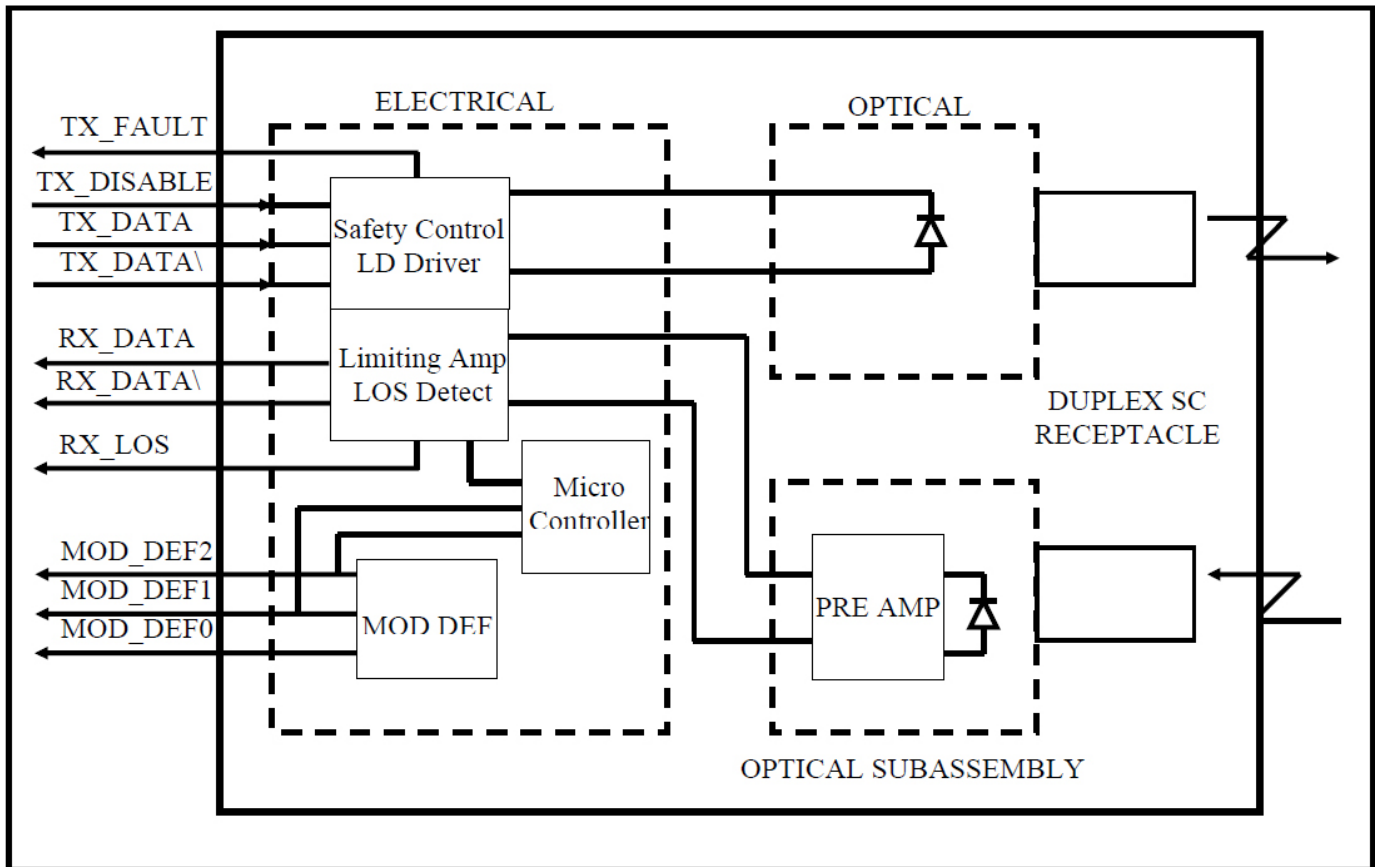 ELECTRICAL
OPTICAL
TX_FAULT
TX_DISABLE
TX_DATA
TX_DATA\
Safety Control
LD Driver
RX_DATA
RX_DATA\
Limiting Amp
LOS Detect
RX_LOS
DUPLEX SC
RECEPTACLE
Micro
Controller
MOD_DEF2
MOD_DEF1
MOD_DEF0
MOD DEF
PRE AMP
OPTICAL SUBASSEMBLY